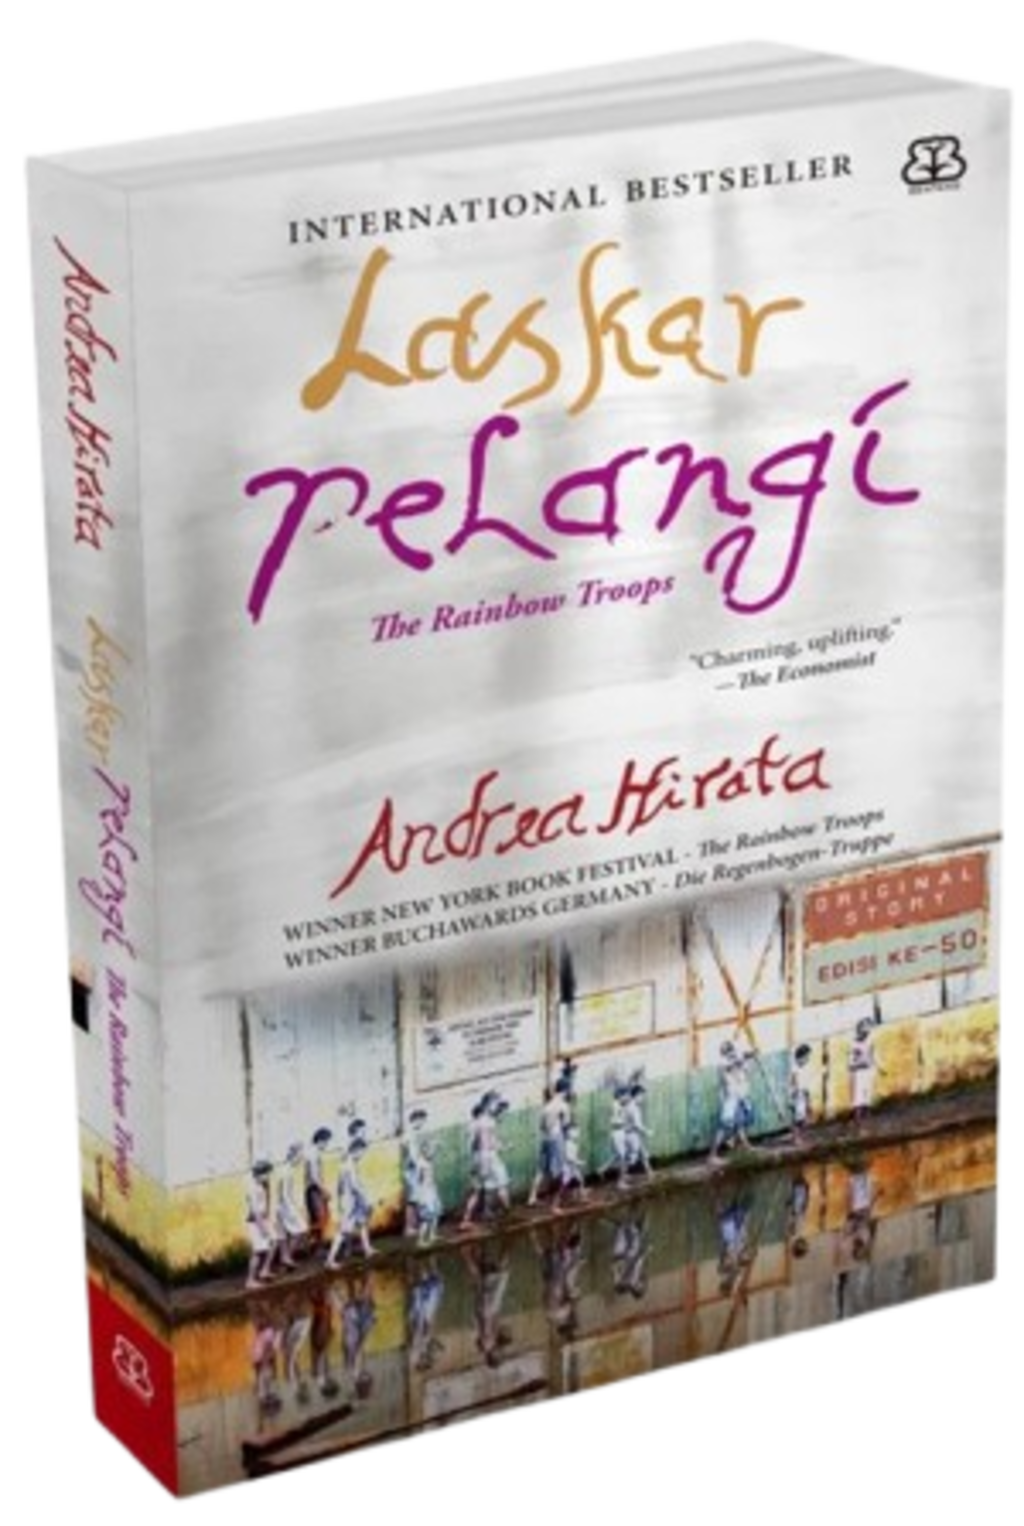 INTERNATIONAL BESTSELLER
Laskar
Pelangi
The Rainbow Troops
"Charming, uplifting,"
—The Economist
Andrea Hirata
WINNER NEW YORK BOOK FESTIVAL - The Rainbow Troops
WINNER BUCHAWARDS GERMANY - Die Regenbogen-Truppe
ORIGINAL
STORY
EDISI KE-50
Andrea Hirata Laskar Pelangi The Rainbow Troops